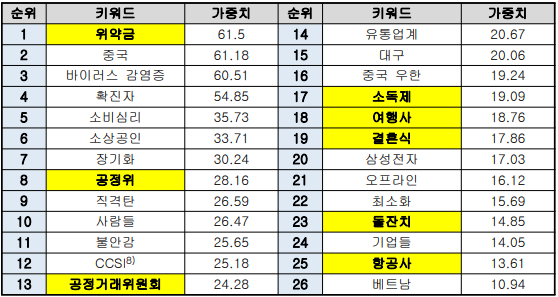 순위 키워드 가중치 순위 키워드 가중치
1 위약금 61.5 14 유통업계 20.67
2 중국 61.18 15 대구 20.06
3 바이러스 감염증 60.51 16 중국 우한 19.24
4 확진자 54.85 17 소독제 19.09
5 소비심리 35.73 18 여행사 18.76
6 소상공인 33.71 19 결혼식 17.86
7 장기화 30.24 20 삼성전자 17.03
8 공정위 28.16 21 오프라인 16.12
9 직격탄 26.59 22 최소화 15.69
10 사람들 26.47 23 돌잔치 14.85
11 불안감 25.65 24 기업들 14.05
12 CCSI8) 25.18 25 항공사 13.61
13 공정거래위원회 24.28 26 베트남 10.94